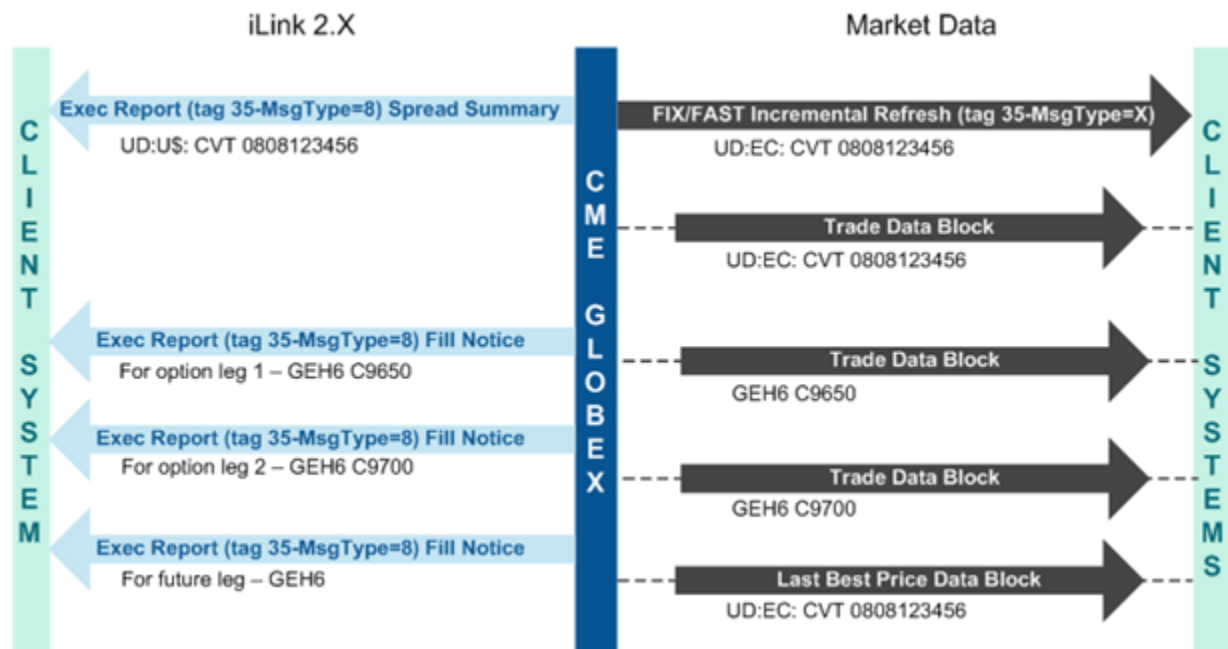 iLink 2.X
Market Data
Exec Report (tag 35-MsgType=8) Spread Summary
UD:U$: CVT 0808123456
FIX/FAST Incremental Refresh (tag 35-MsgType=X)
UD:EC: CVT 0808123456
Trade Data Block
UD:EC: CVT 0808123456
Exec Report (tag 35-MsgType=8) Fill Notice
For option leg 1 – GEH6 C9650
Trade Data Block
GEH6 C9650
Exec Report (tag 35-MsgType=8) Fill Notice
For option leg 2 – GEH6 C9700
Trade Data Block
GEH6 C9700
Exec Report (tag 35-MsgType=8) Fill Notice
For future leg – GEH6
Last Best Price Data Block
UD:EC: CVT 0808123456
CLIENT SYSTEM
CME GLOBEX
CLIENT SYSTEMS